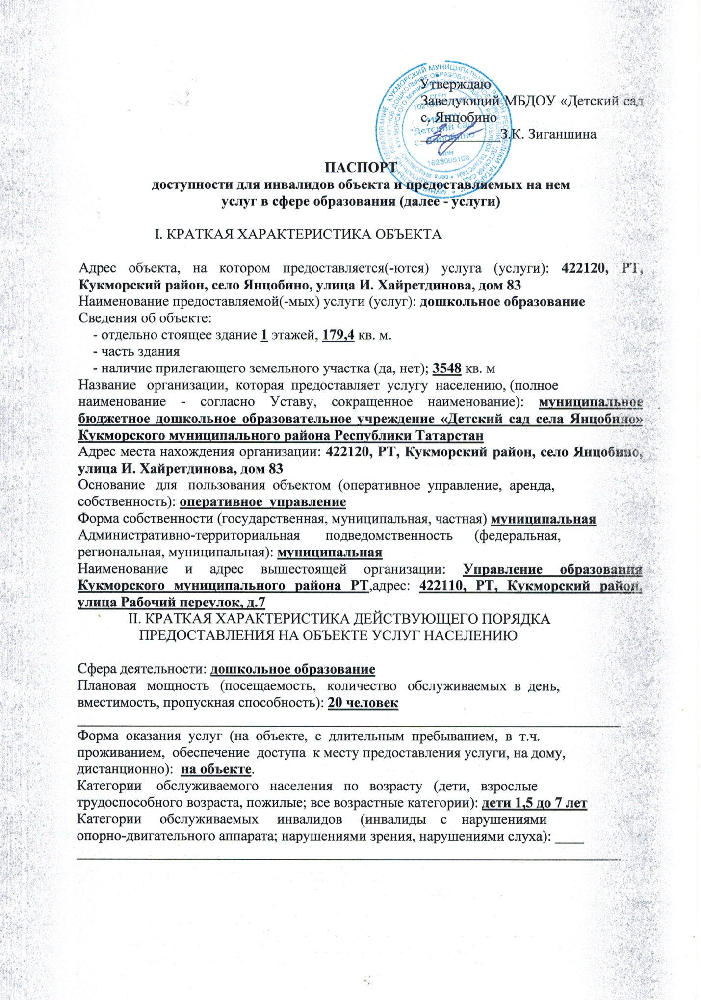 Утверждаю
Заведующий МБДОУ «Детский сад
с. Янцобино
____________З.К. Зиганшина
МБДОУ
"Детский сад
с. Янцобино
ОГРН
ИНН
1623005168
ПАСПОРТ
доступности для инвалидов объекта и предоставляемых на нем
услуг в сфере образования (далее - услуги)
I. КРАТКАЯ ХАРАКТЕРИСТИКА ОБЪЕКТА
Адрес объекта, на котором предоставляется(-ются) услуга (услуги): 422120, РТ,
Кукморский район, село Янцобино, улица И. Хайретдинова, дом 83
Наименование предоставляемой(-мых) услуги (услуг): дошкольное образование
Сведения об объекте:
- отдельно стоящее здание 1 этажей, 179,4 кв. м.
- часть здания
- наличие прилегающего земельного участка (да, нет); 3548 кв. м
Название организации, которая предоставляет услугу населению, (полное
наименование - согласно Уставу, сокращенное наименование): муниципальное
бюджетное дошкольное образовательное учреждение «Детский сад села Янцобино»
Кукморского муниципального района Республики Татарстан
Адрес места нахождения организации: 422120, РТ, Кукморский район, село Янцобино,
улица И. Хайретдинова, дом 83
Основание для пользования объектом (оперативное управление, аренда,
собственность): оперативное управление
Форма собственности (государственная, муниципальная, частная) муниципальная
Административно-территориальная подведомственность (федеральная,
региональная, муниципальная): муниципальная
Наименование и адрес вышестоящей организации: Управление образования
Кукморского муниципального района РТ,адрес: 422110, РТ, Кукморский район,
улица Рабочий переулок, д.7
II. КРАТКАЯ ХАРАКТЕРИСТИКА ДЕЙСТВУЮЩЕГО ПОРЯДКА
ПРЕДОСТАВЛЕНИЯ НА ОБЪЕКТЕ УСЛУГ НАСЕЛЕНИЮ
Сфера деятельности: дошкольное образование
Плановая мощность (посещаемость, количество обслуживаемых в день,
вместимость, пропускная способность): 20 человек
Форма оказания услуг (на объекте, с длительным пребыванием, в т.ч.
проживанием, обеспечение доступа к месту предоставления услуги, на дому,
дистанционно): на объекте.
Категории обслуживаемого населения по возрасту (дети, взрослые
трудоспособного возраста, пожилые; все возрастные категории): дети 1,5 до 7 лет
Категории обслуживаемых инвалидов (инвалиды с нарушениями
опорно-двигательного аппарата; нарушениями зрения, нарушениями слуха): ____